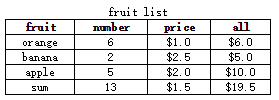 fruit list
fruit number price all
orange 6 $1.0 $6.0
banana 2 $2.5 $5.0
apple 5 $2.0 $10.0
sum 13 $1.5 $19.5